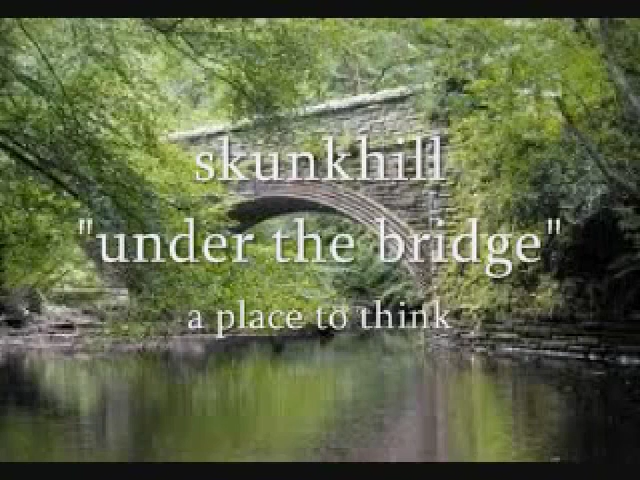 skunkhill
"under the bridge"
a place to think